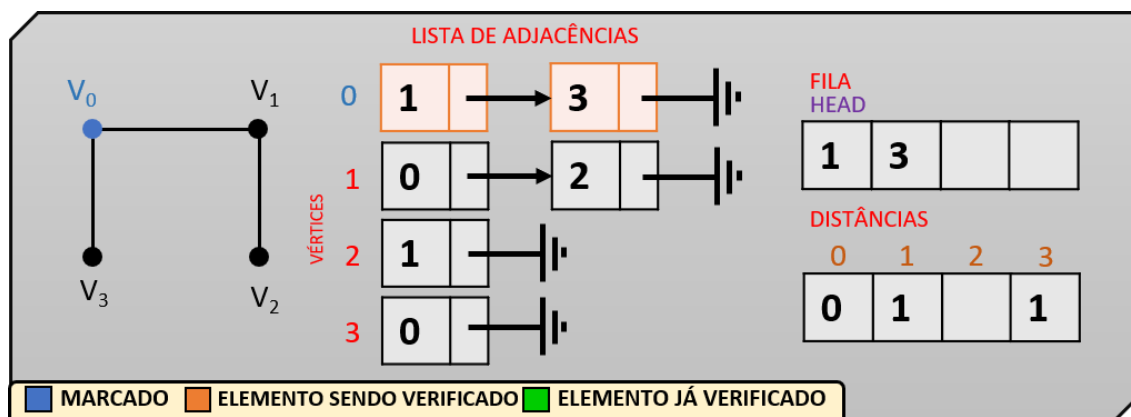 LISTA DE ADJACÊNCIAS
V0
V1
V3
V2
VÉRTICES
0 1 3
1 0 2
2 1
3 0
FILA
HEAD
1 3
DISTÂNCIAS
0 1 2 3
0 1 1
MARCADO ELEMENTO SENDO VERIFICADO ELEMENTO JÁ VERIFICADO